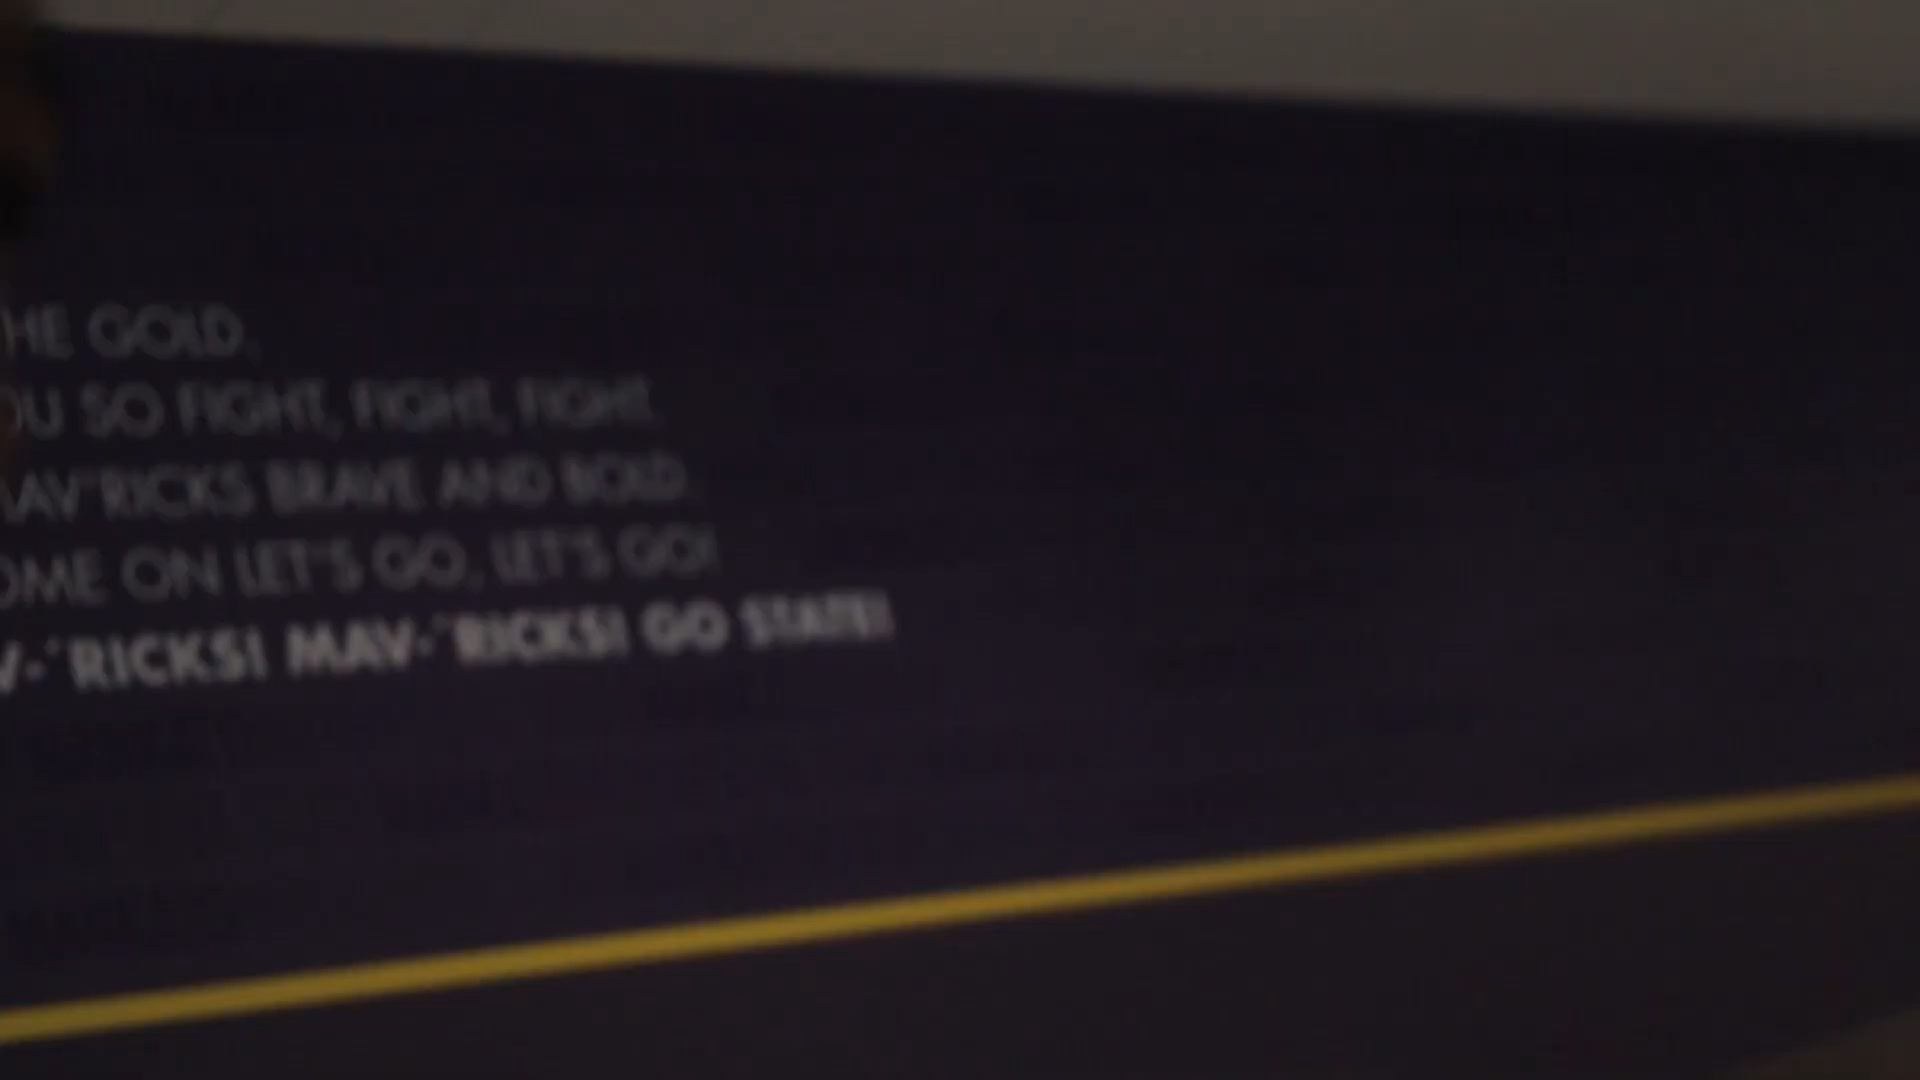 HE GOLD,
OU SO FIGHT, FIGHT, FIGHT.
MAV'RICKS BRAVE AND BOLD.
OME ON LET'S GO, LET'S GO!
V-'RICKS! MAV-'RICKS! GO STATE!